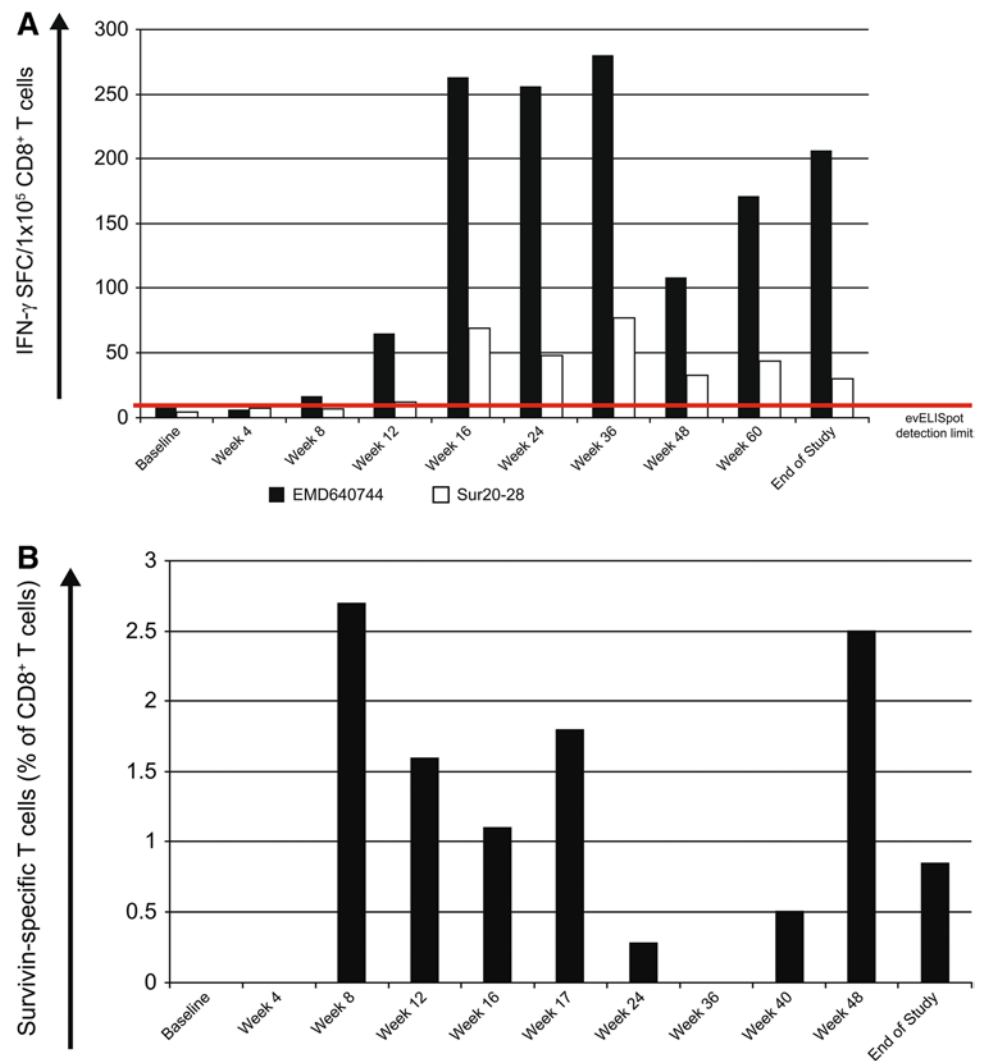 A
IFN-γ SFC/1x10⁵ CD8⁺ T cells
300
250
200
150
100
50
0
evELISpot
detection limit
Baseline
Week 4
Week 8
Week 12
Week 16
Week 24
Week 36
Week 48
Week 60
End of Study
EMD640744
Sur20-28
B
Survivin-specific T cells (% of CD8⁺ T cells)
3
2.5
2
1.5
1
0.5
0
Baseline
Week 4
Week 8
Week 12
Week 16
Week 17
Week 24
Week 36
Week 40
Week 48
End of Study